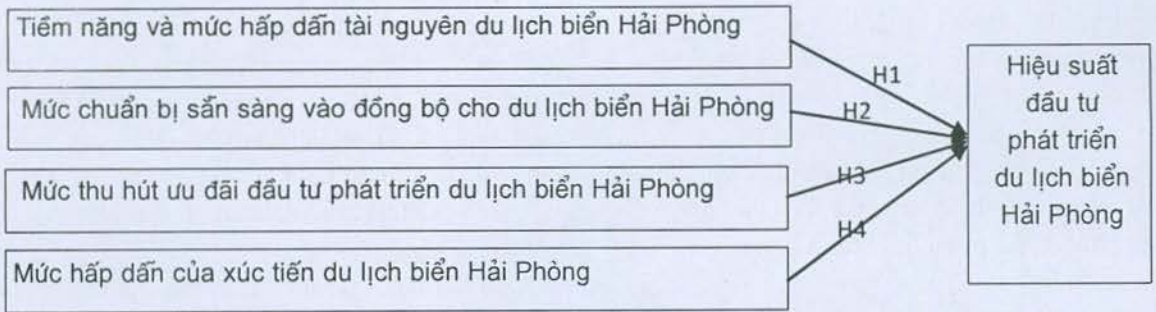 Tiềm năng và mức hấp dẫn tài nguyên du lịch biển Hải Phòng
H1
Mức chuẩn bị sẵn sàng vào đồng bộ cho du lịch biển Hải Phòng
H2
Mức thu hút ưu đãi đầu tư phát triển du lịch biển Hải Phòng
H3
Mức hấp dẫn của xúc tiến du lịch biển Hải Phòng
H4
Hiệu suất
đầu tư
phát triển
du lịch biển
Hải Phòng